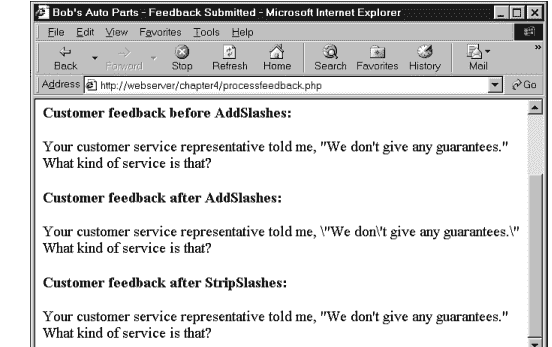 Bob's Auto Parts - Feedback Submitted - Microsoft Internet Explorer
File Edit View Favorites Tools Help
Back Forward Stop Refresh Home Search Favorites History Mail »
Address http://webserver/chapter4/processfeedback.php Go
Customer feedback before AddSlashes:
Your customer service representative told me, "We don't give any guarantees."
What kind of service is that?
Customer feedback after AddSlashes:
Your customer service representative told me, \"We don\'t give any guarantees.\"
What kind of service is that?
Customer feedback after StripSlashes:
Your customer service representative told me, "We don't give any guarantees."
What kind of service is that?